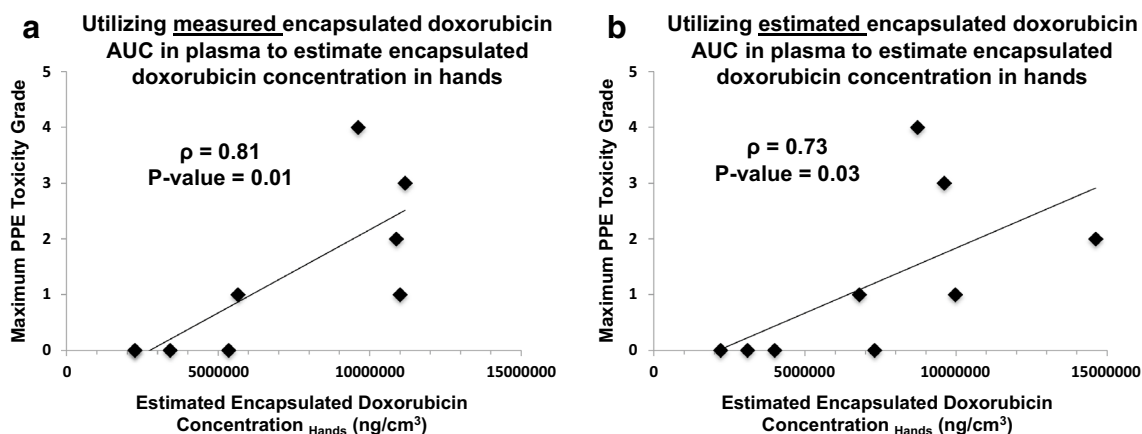 a
Utilizing measured encapsulated doxorubicin
AUC in plasma to estimate encapsulated
doxorubicin concentration in hands
Maximum PPE Toxicity Grade
5
4
3
2
1
0
ρ = 0.81
P-value = 0.01
0
5000000
10000000
15000000
Estimated Encapsulated Doxorubicin
Concentration Hands (ng/cm³)
b
Utilizing estimated encapsulated doxorubicin
AUC in plasma to estimate encapsulated
doxorubicin concentration in hands
Maximum PPE Toxicity Grade
5
4
3
2
1
0
ρ = 0.73
P-value = 0.03
0
5000000
10000000
15000000
Estimated Encapsulated Doxorubicin
Concentration Hands (ng/cm³)